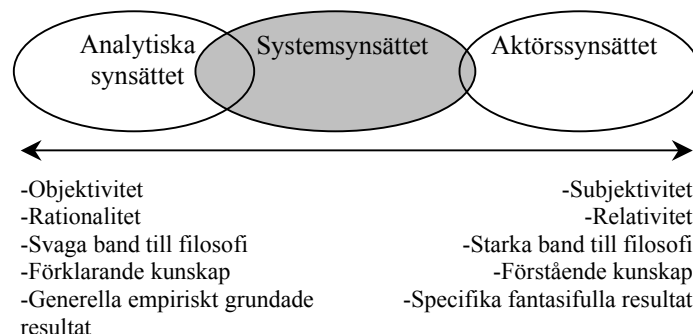 Analytiska
synsättet
Systemsynsättet
Aktörssynsättet
-Objektivitet
-Rationalitet
-Svaga band till filosofi
-Förklarande kunskap
-Generella empiriskt grundade
resultat
-Subjektivitet
-Relativitet
-Starka band till filosofi
-Förstående kunskap
-Specifika fantasifulla resultat